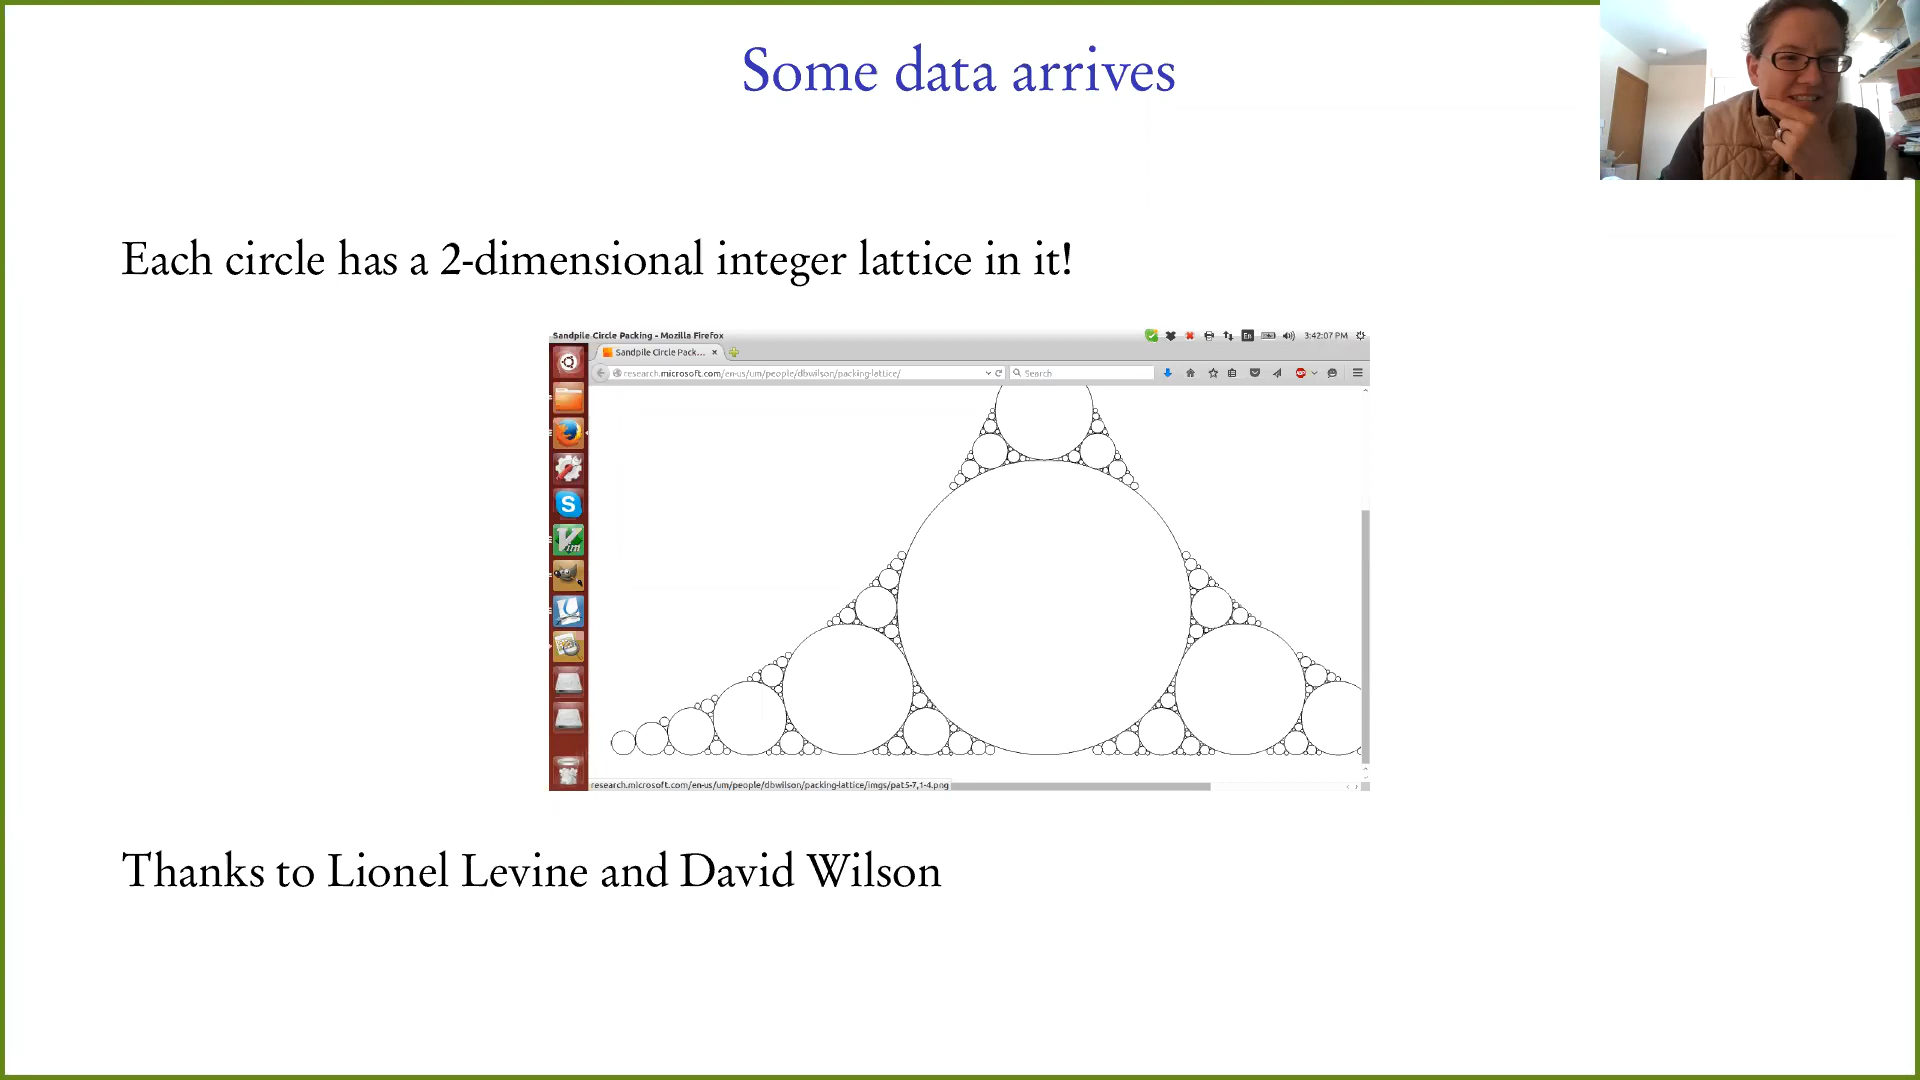 Some data arrives
Each circle has a 2-dimensional integer lattice in it!
Sandpile Circle Packing - Mozilla Firefox
En
3:42:07 PM
Sandpile Circle Pack...
research.microsoft.com/en-us/um/people/dbwilson/packing-lattice/
Search
ABP
S
Vim
research.microsoft.com/en-us/um/people/dbwilson/packing-lattice/imgs/pat5-7,1-4.png
Thanks to Lionel Levine and David Wilson